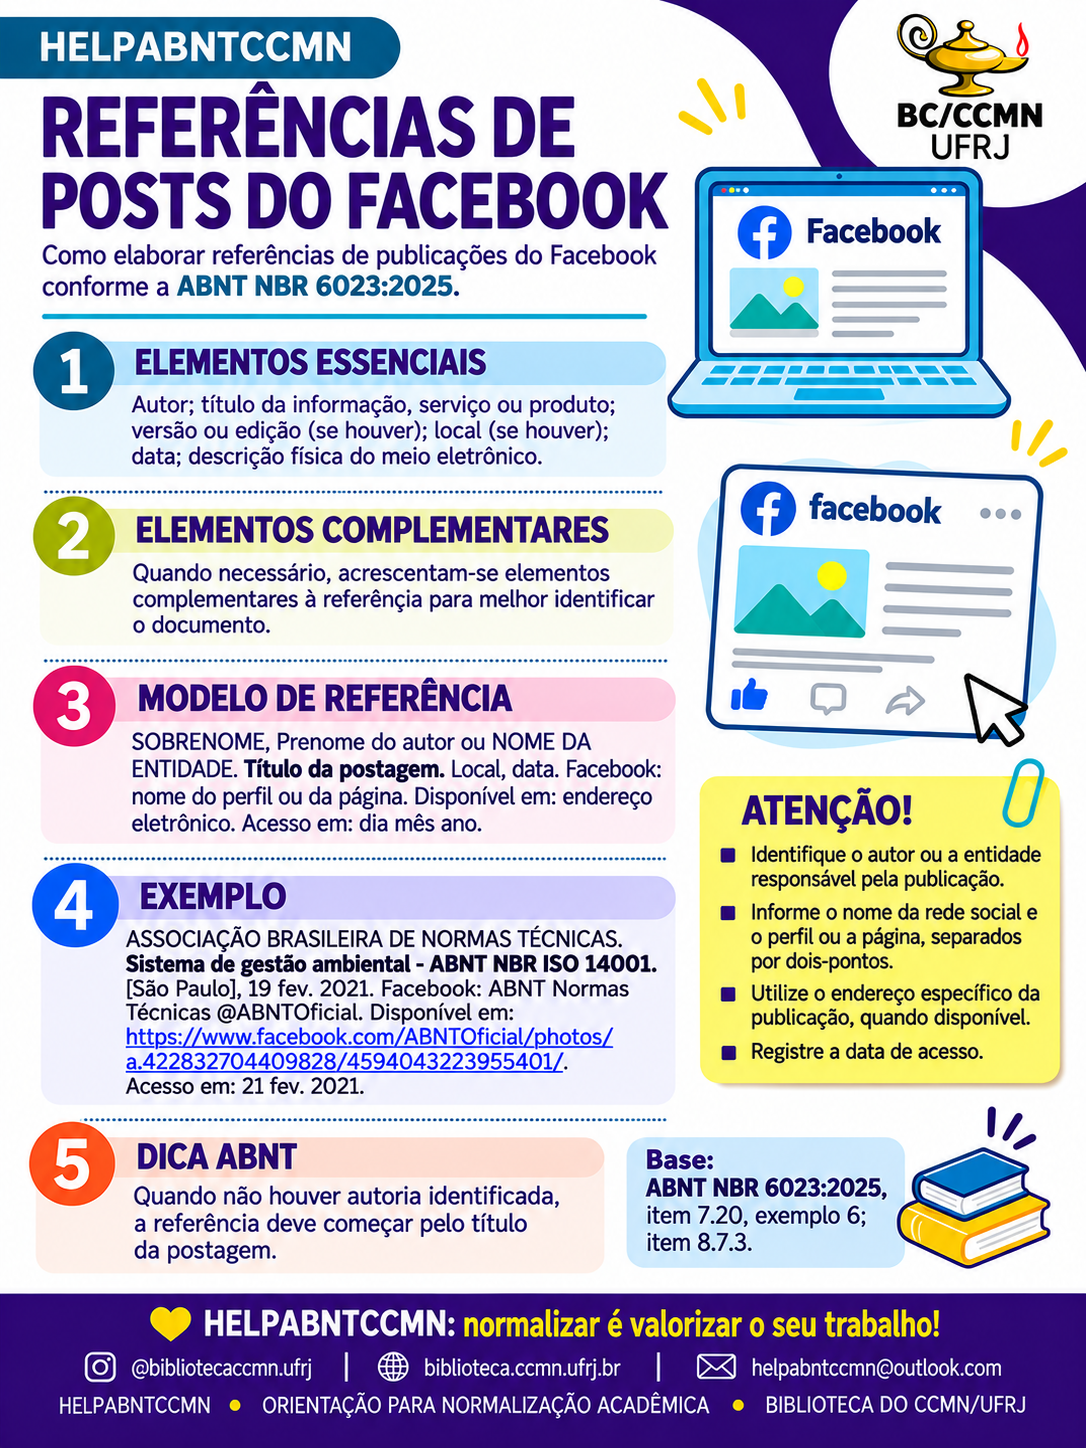 HELPABNTCCMN
BC/CCMN
UFRJ
REFERÊNCIAS DE
POSTS DO FACEBOOK
Como elaborar referências de publicações do Facebook
conforme a ABNT NBR 6023:2025.
Facebook
1 ELEMENTOS ESSENCIAIS
Autor; título da informação, serviço ou produto;
versão ou edição (se houver); local (se houver);
data; descrição física do meio eletrônico.
facebook
2 ELEMENTOS COMPLEMENTARES
Quando necessário, acrescentam-se elementos
complementares à referência para melhor identificar
o documento.
3 MODELO DE REFERÊNCIA
SOBRENOME, Prenome do autor ou NOME DA
ENTIDADE. Título da postagem. Local, data. Facebook:
nome do perfil ou da página. Disponível em: endereço
eletrônico. Acesso em: dia mês ano.
ATENÇÃO!
Identifique o autor ou a entidade
responsável pela publicação.
Informe o nome da rede social e
o perfil ou a página, separados
por dois-pontos.
Utilize o endereço específico da
publicação, quando disponível.
Registre a data de acesso.
4 EXEMPLO
ASSOCIAÇÃO BRASILEIRA DE NORMAS TÉCNICAS.
Sistema de gestão ambiental - ABNT NBR ISO 14001.
[São Paulo], 19 fev. 2021. Facebook: ABNT Normas
Técnicas @ABNTOficial. Disponível em:
https://www.facebook.com/ABNTOficial/photos/
a.422832704409828/4594043223955401/.
Acesso em: 21 fev. 2021.
5 DICA ABNT
Quando não houver autoria identificada,
a referência deve começar pelo título
da postagem.
Base:
ABNT NBR 6023:2025,
item 7.20, exemplo 6;
item 8.7.3.
HELPABNTCCMN: normalizar é valorizar o seu trabalho!
@bibliotecaccmn.ufrj | biblioteca.ccmn.ufrj.br | helpabntccmn@outlook.com
HELPABNTCCMN • ORIENTAÇÃO PARA NORMALIZAÇÃO ACADÊMICA • BIBLIOTECA DO CCMN/UFRJ